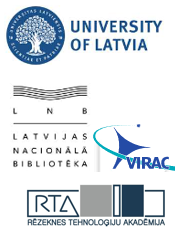 UNIVERSITY
OF LATVIA
L N B
LATVIJAS
NACIONĀLĀ
BIBLIOTĒKA
VIRAC
RTA
RĒZEKNES TEHNOLOĢIJU AKADĒMIJA